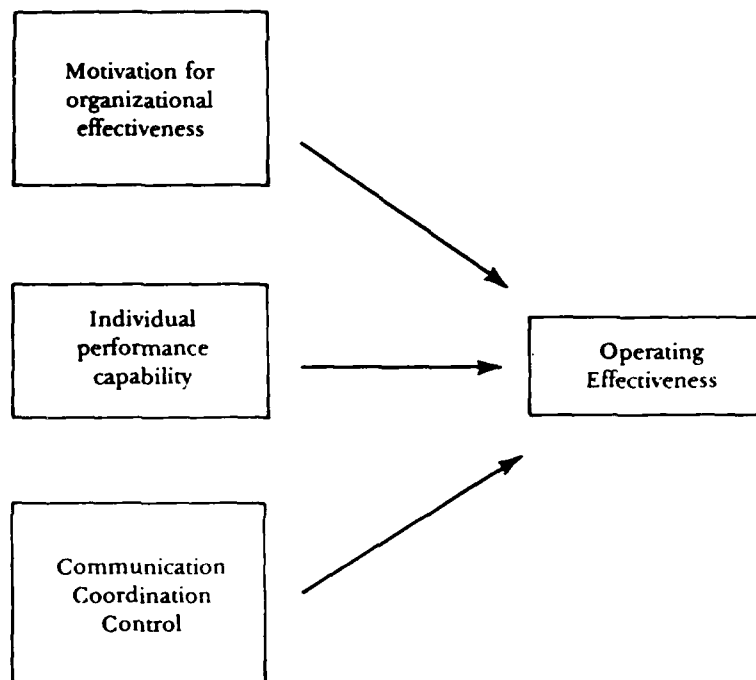 Motivation for
organizational
effectiveness
Individual
performance
capability
Operating
Effectiveness
Communication
Coordination
Control